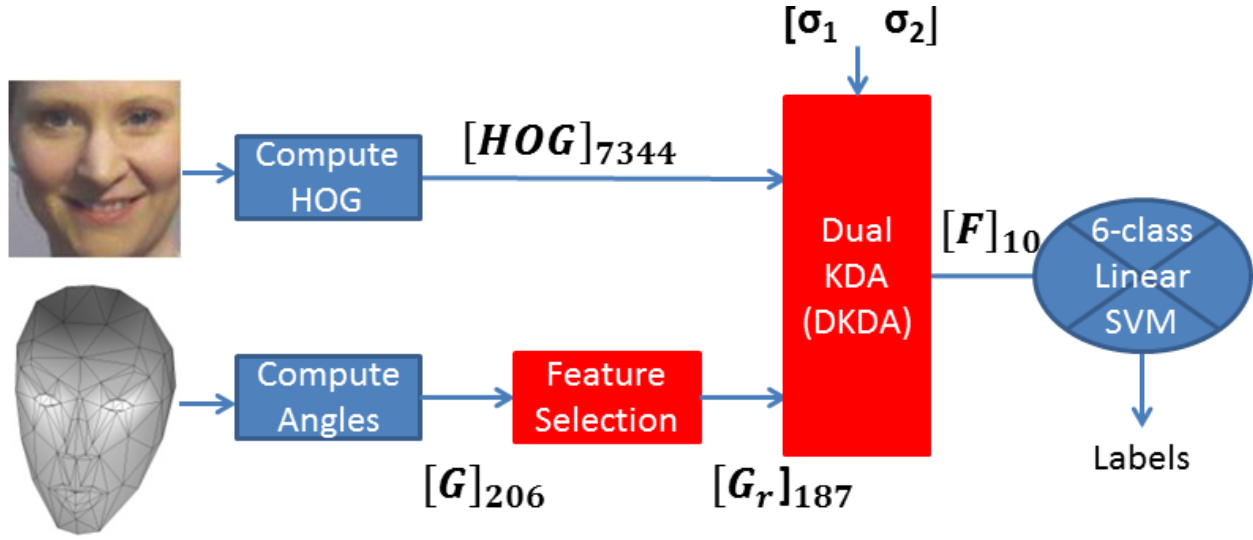 [σ1 σ2]
Compute
HOG
[HOG]7344
Dual
KDA
(DKDA)
[F]10
6-class
Linear
SVM
Compute
Angles
Feature
Selection
[G]206
[Gr]187
Labels